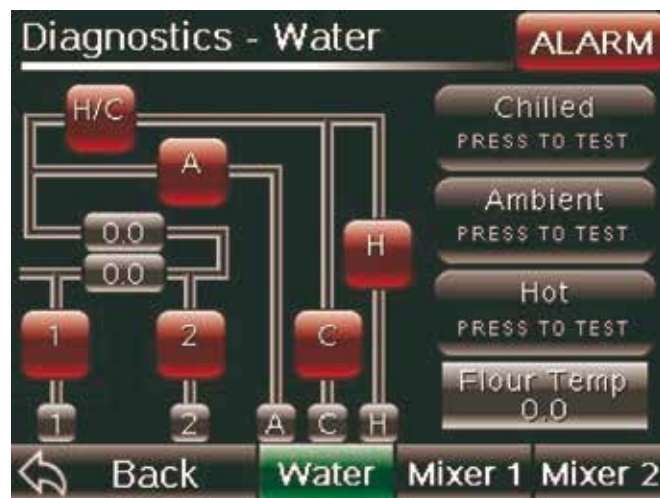 Diagnostics - Water
ALARM
H/C
A
0.0
0.0
H
1
2
C
1
2
A
C
H
Chilled
PRESS TO TEST
Ambient
PRESS TO TEST
Hot
PRESS TO TEST
Flour Temp
0.0
Back
Water
Mixer 1
Mixer 2